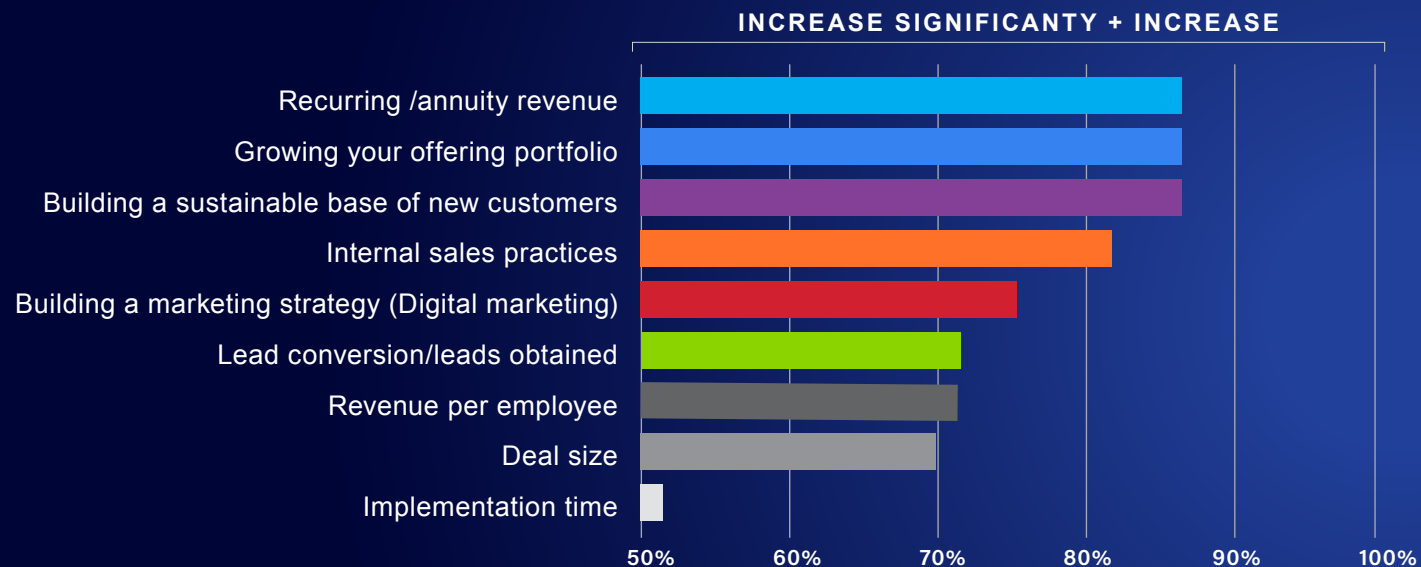 INCREASE SIGNIFICANTY + INCREASE
Recurring /annuity revenue
Growing your offering portfolio
Building a sustainable base of new customers
Internal sales practices
Building a marketing strategy (Digital marketing)
Lead conversion/leads obtained
Revenue per employee
Deal size
Implementation time
50% 60% 70% 80% 90% 100%